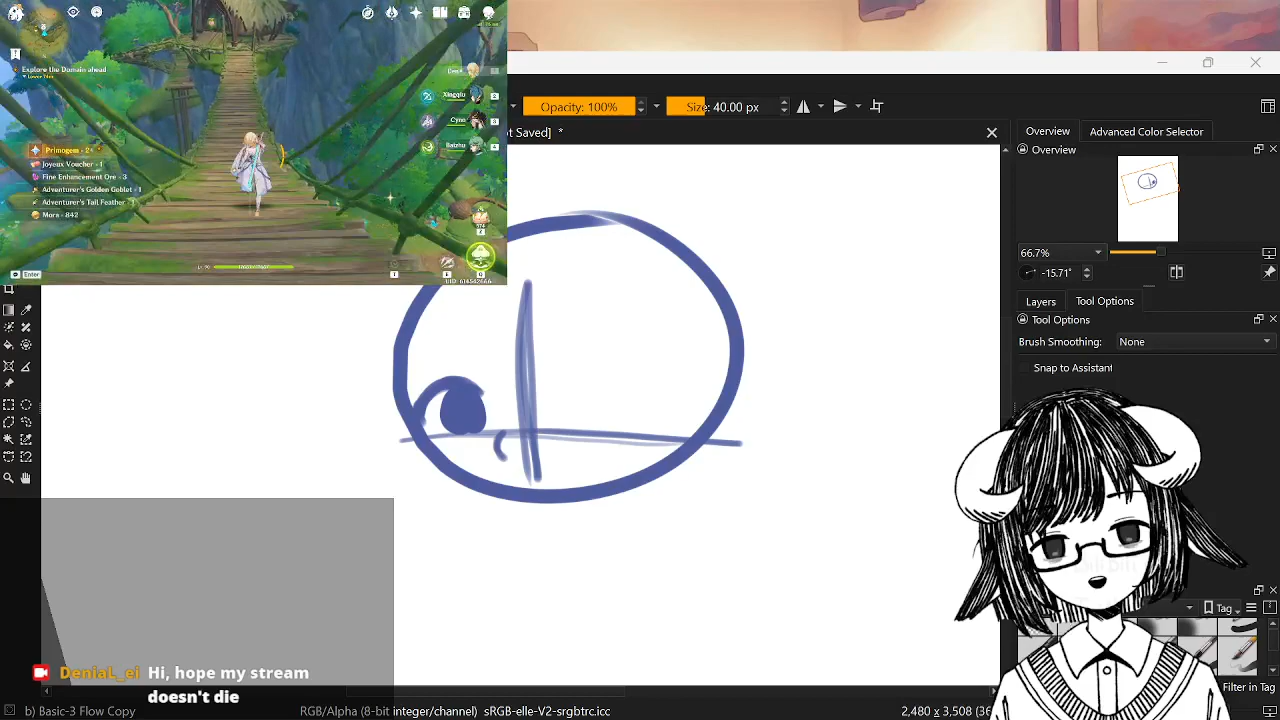 Explore the Domain ahead
Primogem - 2
Joyeux Voucher - 1
Fine Enhancement Ore - 3
Adventurer's Golden Goblet - 1
Adventurer's Tail Feather - 1
Mora - 842
Enter
Xingqiu
Cyno
Baizhu
Opacity: 100%
Size: 40.00 px
ot Saved] *
Overview
Advanced Color Selector
Overview
66.7%
-15.71°
Layers
Tool Options
Tool Options
Brush Smoothing:
None
Snap to Assistant
Tag
Filter in Tag
DeniaL_ei Hi, hope my stream
doesn't die
b) Basic-3 Flow Copy
RGB/Alpha (8-bit integer/channel) sRGB-elle-V2-srgbtrc.icc
2,480 x 3,508 (36